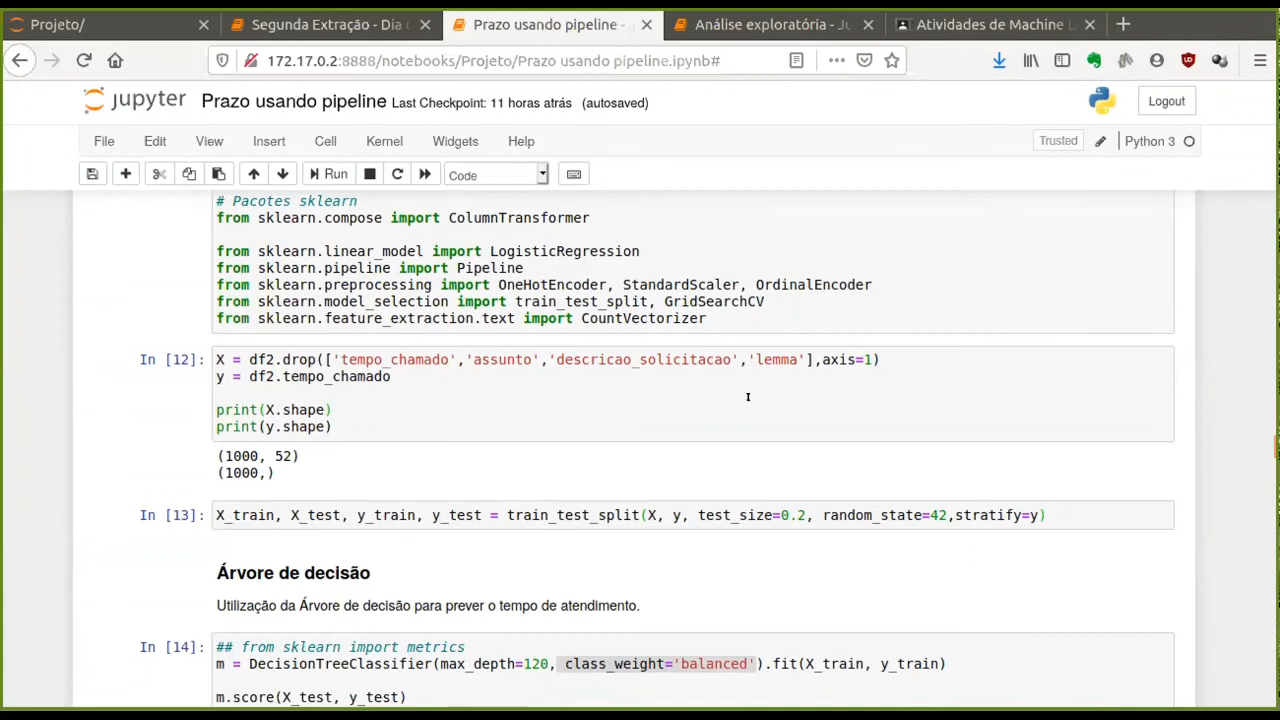 Projeto/
Segunda Extração - Dia
Prazo usando pipeline -
Análise exploratória - Ju
Atividades de Machine L
172.17.0.2:8888/notebooks/Projeto/Prazo usando pipeline.ipynb#
jupyter Prazo usando pipeline Last Checkpoint: 11 horas atrás (autosaved)
Logout
File Edit View Insert Cell Kernel Widgets Help
Trusted
Python 3
Run
Code
# Pacotes sklearn
from sklearn.compose import ColumnTransformer
from sklearn.linear_model import LogisticRegression
from sklearn.pipeline import Pipeline
from sklearn.preprocessing import OneHotEncoder, StandardScaler, OrdinalEncoder
from sklearn.model_selection import train_test_split, GridSearchCV
from sklearn.feature_extraction.text import CountVectorizer
In [12]: X = df2.drop(['tempo_chamado','assunto','descricao_solicitacao','lemma'],axis=1)
y = df2.tempo_chamado
print(X.shape)
print(y.shape)
(1000, 52)
(1000,)
In [13]: X_train, X_test, y_train, y_test = train_test_split(X, y, test_size=0.2, random_state=42,stratify=y)
Árvore de decisão
Utilização da Árvore de decisão para prever o tempo de atendimento.
In [14]: ## from sklearn import metrics
m = DecisionTreeClassifier(max_depth=120, class_weight='balanced').fit(X_train, y_train)
m.score(X_test, y_test)